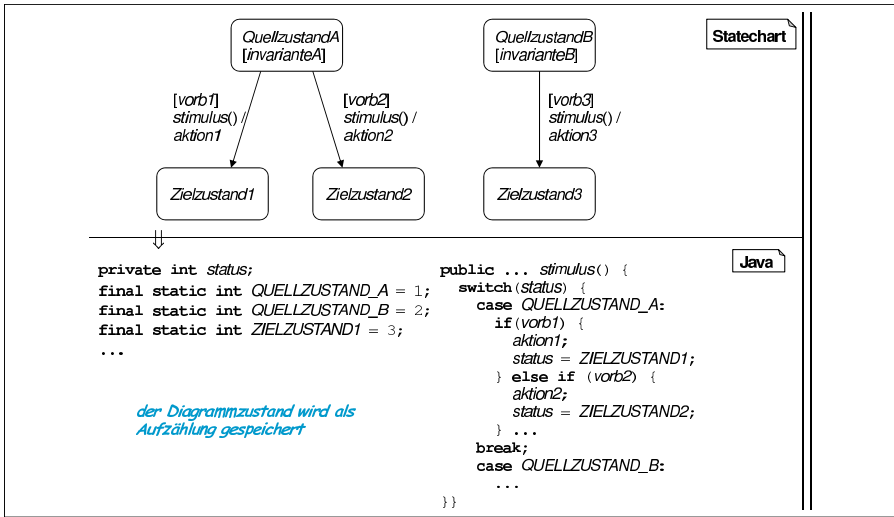 QuellzustandA
[invarianteA]
QuellzustandB
[invarianteB]
Statechart
[vorb1]
stimulus() /
aktion1
[vorb2]
stimulus() /
aktion2
[vorb3]
stimulus() /
aktion3
Zielzustand1
Zielzustand2
Zielzustand3
⇓
Java
private int status;
final static int QUELLZUSTAND_A = 1;
final static int QUELLZUSTAND_B = 2;
final static int ZIELZUSTAND1 = 3;
...
der Diagrammzustand wird als
Aufzählung gespeichert
public ... stimulus() {
switch(status) {
case QUELLZUSTAND_A:
if(vorb1) {
aktion1;
status = ZIELZUSTAND1;
} else if (vorb2) {
aktion2;
status = ZIELZUSTAND2;
} ...
break;
case QUELLZUSTAND_B:
...
}}